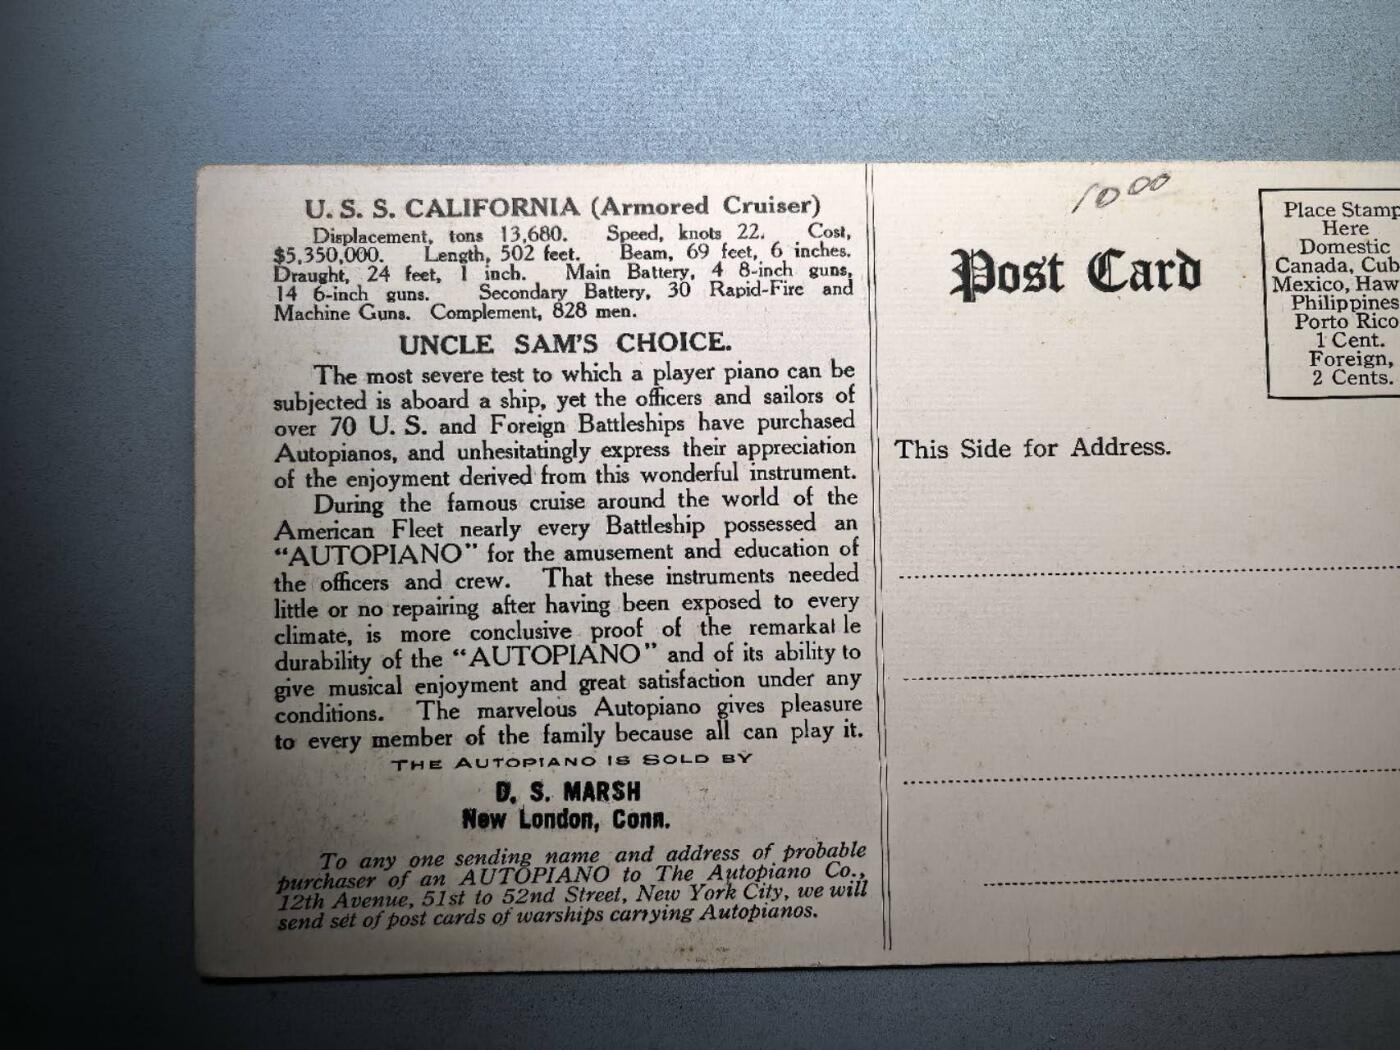 U. S. S. CALIFORNIA (Armored Cruiser)
Displacement, tons 13,680. Speed, knots 22. Cost,
$5,350,000. Length, 502 feet. Beam, 69 feet, 6 inches.
Draught, 24 feet, 1 inch. Main Battery, 4 8-inch guns,
14 6-inch guns. Secondary Battery, 30 Rapid-Fire and
Machine Guns. Complement, 828 men.
UNCLE SAM'S CHOICE.
The most severe test to which a player piano can be
subjected is aboard a ship, yet the officers and sailors of
over 70 U. S. and Foreign Battleships have purchased
Autopianos, and unhesitatingly express their appreciation
of the enjoyment derived from this wonderful instrument.
During the famous cruise around the world of the
American Fleet nearly every Battleship possessed an
"AUTOPIANO" for the amusement and education of
the officers and crew. That these instruments needed
little or no repairing after having been exposed to every
climate, is more conclusive proof of the remarkal le
durability of the "AUTOPIANO" and of its ability to
give musical enjoyment and great satisfaction under any
conditions. The marvelous Autopiano gives pleasure
to every member of the family because all can play it.
THE AUTOPIANO IS SOLD BY
D. S. MARSH
New London, Conn.
To any one sending name and address of probable
purchaser of an AUTOPIANO to The Autopiano Co.,
12th Avenue, 51st to 52nd Street, New York City, we will
send set of post cards of warships carrying Autopianos.
1000
Post Card
This Side for Address.
Place Stamp
Here
Domestic
Canada, Cub
Mexico, Haw
Philippines
Porto Rico
1 Cent.
Foreign,
2 Cents.